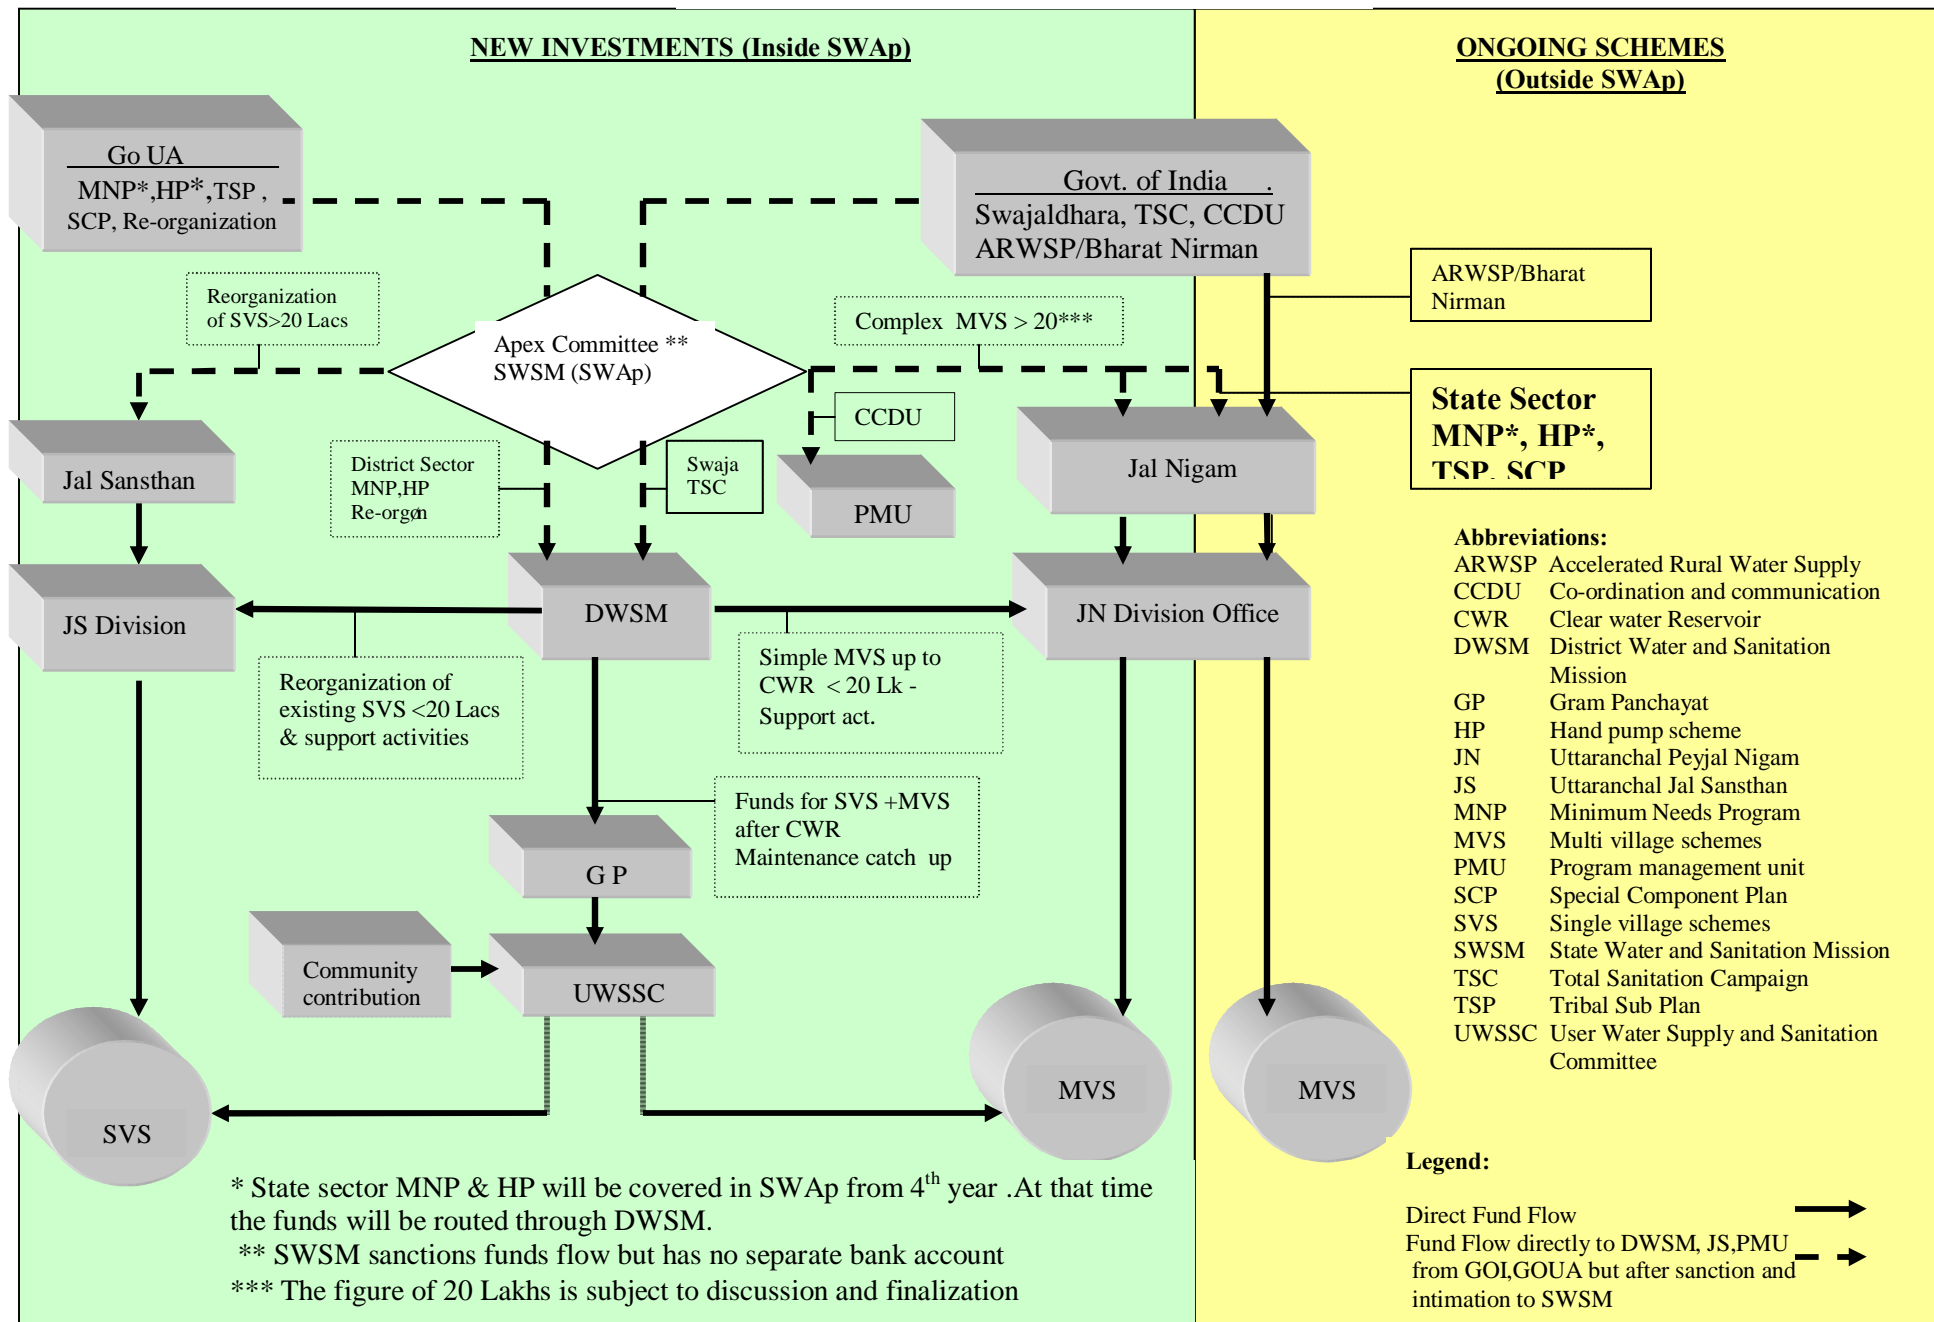 NEW INVESTMENTS (Inside SWAp)
ONGOING SCHEMES
(Outside SWAp)
Go UA
MNP*,HP*,TSP ,
SCP, Re-organization
Govt. of India .
Swajaldhara, TSC, CCDU
ARWSP/Bharat Nirman
ARWSP/Bharat
Nirman
Reorganization
of SVS>20 Lacs
Complex MVS > 20***
Apex Committee **
SWSM (SWAp)
State Sector
MNP*, HP*,
TSP, SCP
CCDU
Jal Sansthan
District Sector
MNP,HP
Re-orgn
Swaja
TSC
PMU
Jal Nigam
JS Division
DWSM
JN Division Office
Reorganization of
existing SVS <20 Lacs
& support activities
Simple MVS up to
CWR < 20 Lk -
Support act.
Funds for SVS +MVS
after CWR
Maintenance catch up
G P
Community
contribution
UWSSC
SVS
MVS
MVS
Abbreviations:
ARWSP Accelerated Rural Water Supply
CCDU Co-ordination and communication
CWR Clear water Reservoir
DWSM District Water and Sanitation
Mission
GP Gram Panchayat
HP Hand pump scheme
JN Uttaranchal Peyjal Nigam
JS Uttaranchal Jal Sansthan
MNP Minimum Needs Program
MVS Multi village schemes
PMU Program management unit
SCP Special Component Plan
SVS Single village schemes
SWSM State Water and Sanitation Mission
TSC Total Sanitation Campaign
TSP Tribal Sub Plan
UWSSC User Water Supply and Sanitation
Committee
* State sector MNP & HP will be covered in SWAp from 4th year .At that time
the funds will be routed through DWSM.
** SWSM sanctions funds flow but has no separate bank account
*** The figure of 20 Lakhs is subject to discussion and finalization
Legend:
Direct Fund Flow
Fund Flow directly to DWSM, JS,PMU
from GOI,GOUA but after sanction and
intimation to SWSM